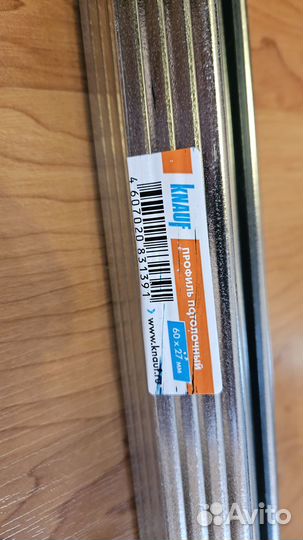 KNAUF
ПРОФИЛЬ ПОТОЛОЧНЫЙ
60 x 27 мм
4 607020 831391
www.knauf.ru
Avito